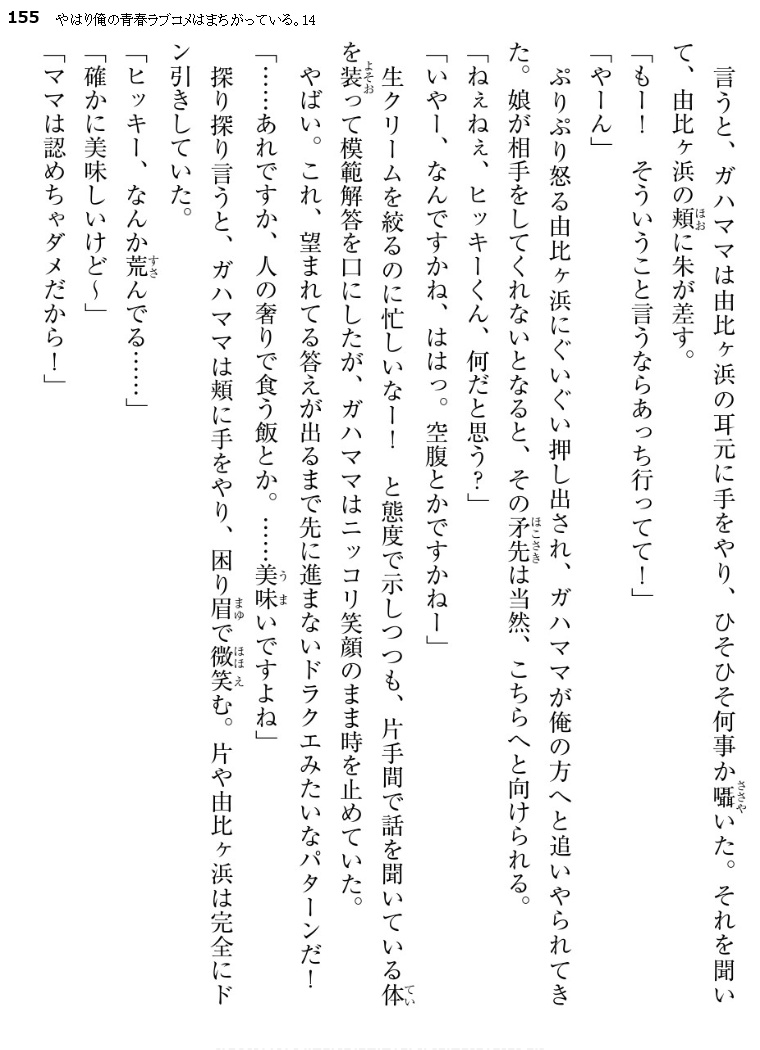 155 やはり俺の青春ラブコメはまちがっている。14
　言うと、ガハママは由比ヶ浜の耳元に手をやり、ひそひそ何事か囁いた。それを聞い
て、由比ヶ浜の頬に朱が差す。
「もー！　そういうこと言うならあっち行ってて！」
「やーん」
　ぷりぷり怒る由比ヶ浜にぐいぐい押し出され、ガハママが俺の方へと追いやられてき
た。娘が相手をしてくれないとなると、その矛先は当然、こちらへと向けられる。
「ねぇねぇ、ヒッキーくん、何だと思う？」
「いやー、なんですかね、ははっ。空腹とかですかねー」
　生クリームを絞るのに忙しいなー！　と態度で示しつつも、片手間で話を聞いている体
を装って模範解答を口にしたが、ガハママはニッコリ笑顔のまま時を止めていた。
　やばい。これ、望まれてる答えが出るまで先に進まないドラクエみたいなパターンだ！
「……あれですか、人の奢りで食う飯とか。……美味いですよね」
　探り探り言うと、ガハママは頬に手をやり、困り眉で微笑む。片や由比ヶ浜は完全にド
ン引きしていた。
「ヒッキー、なんか荒んでる……」
「確かに美味しいけど～」
「ママは認めちゃダメだから！」